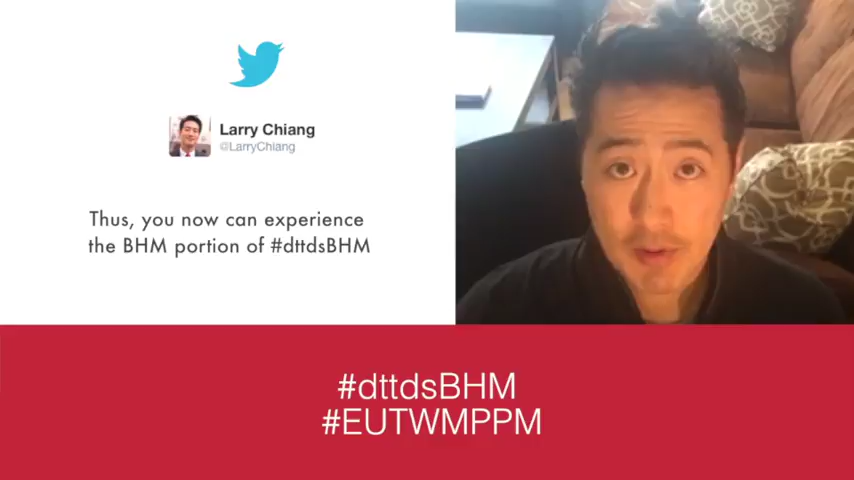 Larry Chiang
@LarryChiang
Thus, you now can experience
the BHM portion of #dttdsBHM
#dttdsBHM
#EUTWMPPM